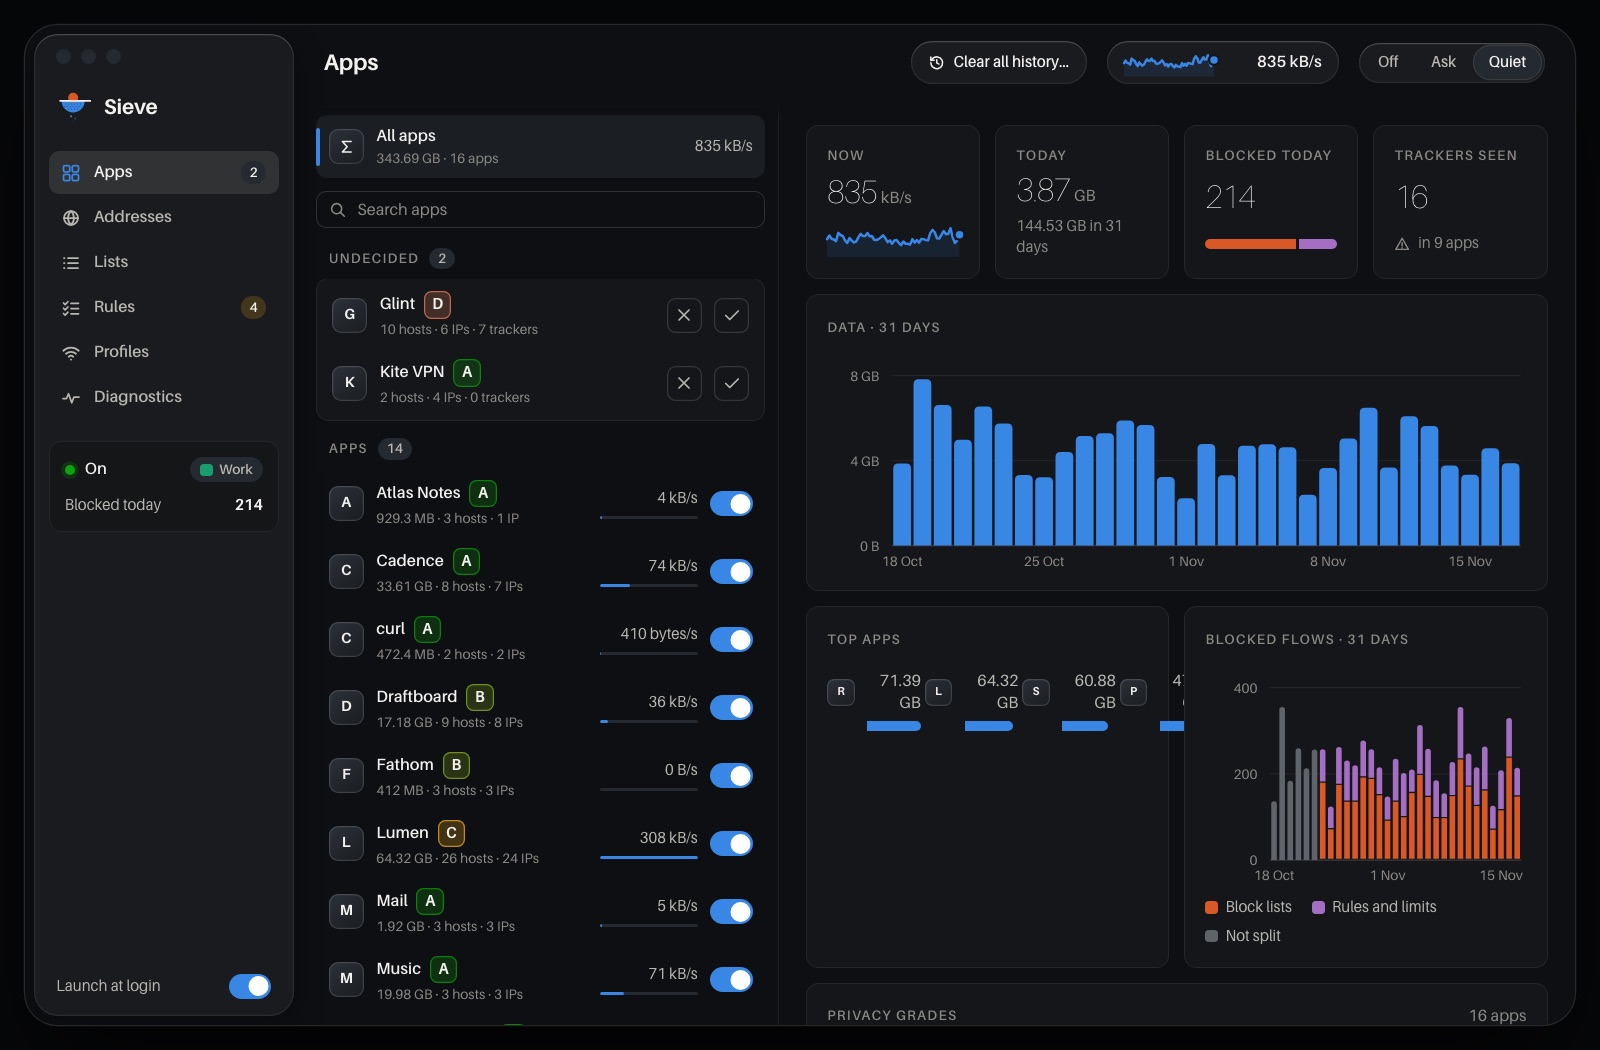 Sieve
Apps 2
Addresses
Lists
Rules 4
Profiles
Diagnostics
On Work
Blocked today 214
Launch at login
Apps
Clear all history...
835 kB/s
Off Ask Quiet
Σ All apps
343.69 GB · 16 apps
835 kB/s
Search apps
UNDECIDED 2
G Glint D
10 hosts · 6 IPs · 7 trackers
K Kite VPN A
2 hosts · 4 IPs · 0 trackers
APPS 14
A Atlas Notes A
929.3 MB · 3 hosts · 1 IP
4 kB/s
C Cadence A
33.61 GB · 8 hosts · 7 IPs
74 kB/s
C curl A
472.4 MB · 2 hosts · 2 IPs
410 bytes/s
D Draftboard B
17.18 GB · 9 hosts · 8 IPs
36 kB/s
F Fathom B
412 MB · 3 hosts · 3 IPs
0 B/s
L Lumen C
64.32 GB · 26 hosts · 24 IPs
308 kB/s
M Mail A
1.92 GB · 3 hosts · 3 IPs
5 kB/s
M Music A
19.98 GB · 3 hosts · 3 IPs
71 kB/s
NOW
835 kB/s
TODAY
3.87 GB
144.53 GB in 31
days
BLOCKED TODAY
214
TRACKERS SEEN
16
in 9 apps
DATA · 31 DAYS
8 GB
4 GB
0 B
18 Oct 25 Oct 1 Nov 8 Nov 15 Nov
TOP APPS
R 71.39 GB
L 64.32 GB
S 60.88 GB
P
BLOCKED FLOWS · 31 DAYS
400
200
0
18 Oct 1 Nov 15 Nov
Block lists
Rules and limits
Not split
PRIVACY GRADES 16 apps